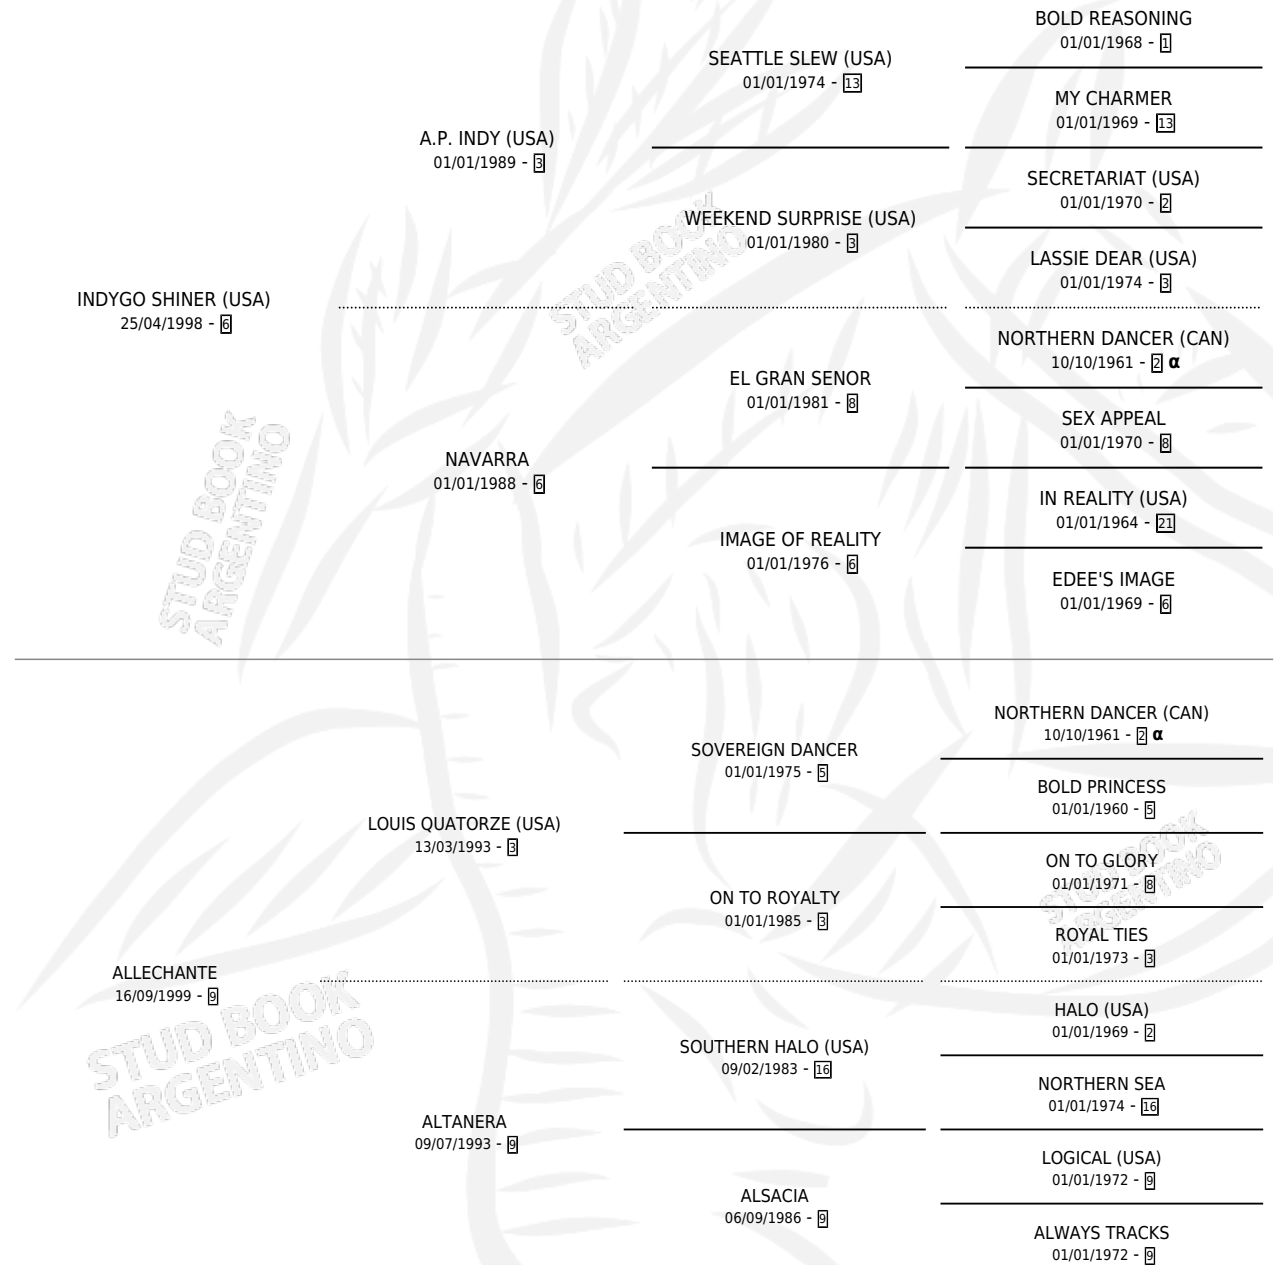 BOLD REASONING
01/01/1968 - 1
SEATTLE SLEW (USA)
01/01/1974 - 13
MY CHARMER
01/01/1969 - 13
A.P. INDY (USA)
01/01/1989 - 3
SECRETARIAT (USA)
01/01/1970 - 2
WEEKEND SURPRISE (USA)
01/01/1980 - 3
LASSIE DEAR (USA)
01/01/1974 - 3
INDYGO SHINER (USA)
25/04/1998 - 6
NORTHERN DANCER (CAN)
10/10/1961 - 2 α
EL GRAN SENOR
01/01/1981 - 8
SEX APPEAL
01/01/1970 - 8
NAVARRA
01/01/1988 - 6
IN REALITY (USA)
01/01/1964 - 21
IMAGE OF REALITY
01/01/1976 - 6
EDEE'S IMAGE
01/01/1969 - 6
NORTHERN DANCER (CAN)
10/10/1961 - 2 α
SOVEREIGN DANCER
01/01/1975 - 5
BOLD PRINCESS
01/01/1960 - 5
LOUIS QUATORZE (USA)
13/03/1993 - 3
ON TO GLORY
01/01/1971 - 8
ON TO ROYALTY
01/01/1985 - 3
ROYAL TIES
01/01/1973 - 3
ALLECHANTE
16/09/1999 - 9
HALO (USA)
01/01/1969 - 2
SOUTHERN HALO (USA)
09/02/1983 - 16
NORTHERN SEA
01/01/1974 - 16
ALTANERA
09/07/1993 - 9
LOGICAL (USA)
01/01/1972 - 9
ALSACIA
06/09/1986 - 9
ALWAYS TRACKS
01/01/1972 - 9
STUD BOOK
ARGENTINO
STUD BOOK
ARGENTINO
STUD BOOK
ARGENTINO
STUD BOOK
ARGENTINO